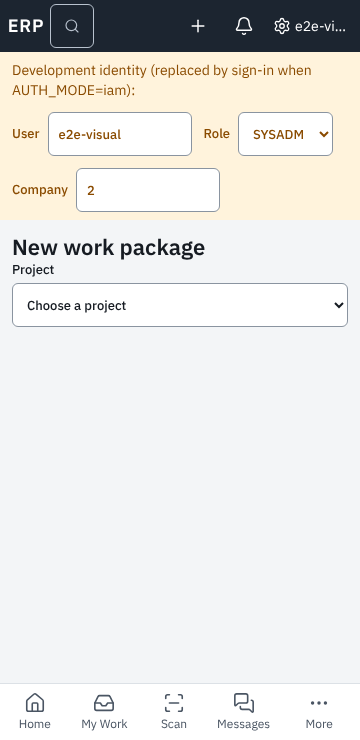 ERP
e2e-vi...
Development identity (replaced by sign-in when
AUTH_MODE=iam):
User e2e-visual Role SYSADM
Company 2
New work package
Project
Choose a project
Home My Work Scan Messages More